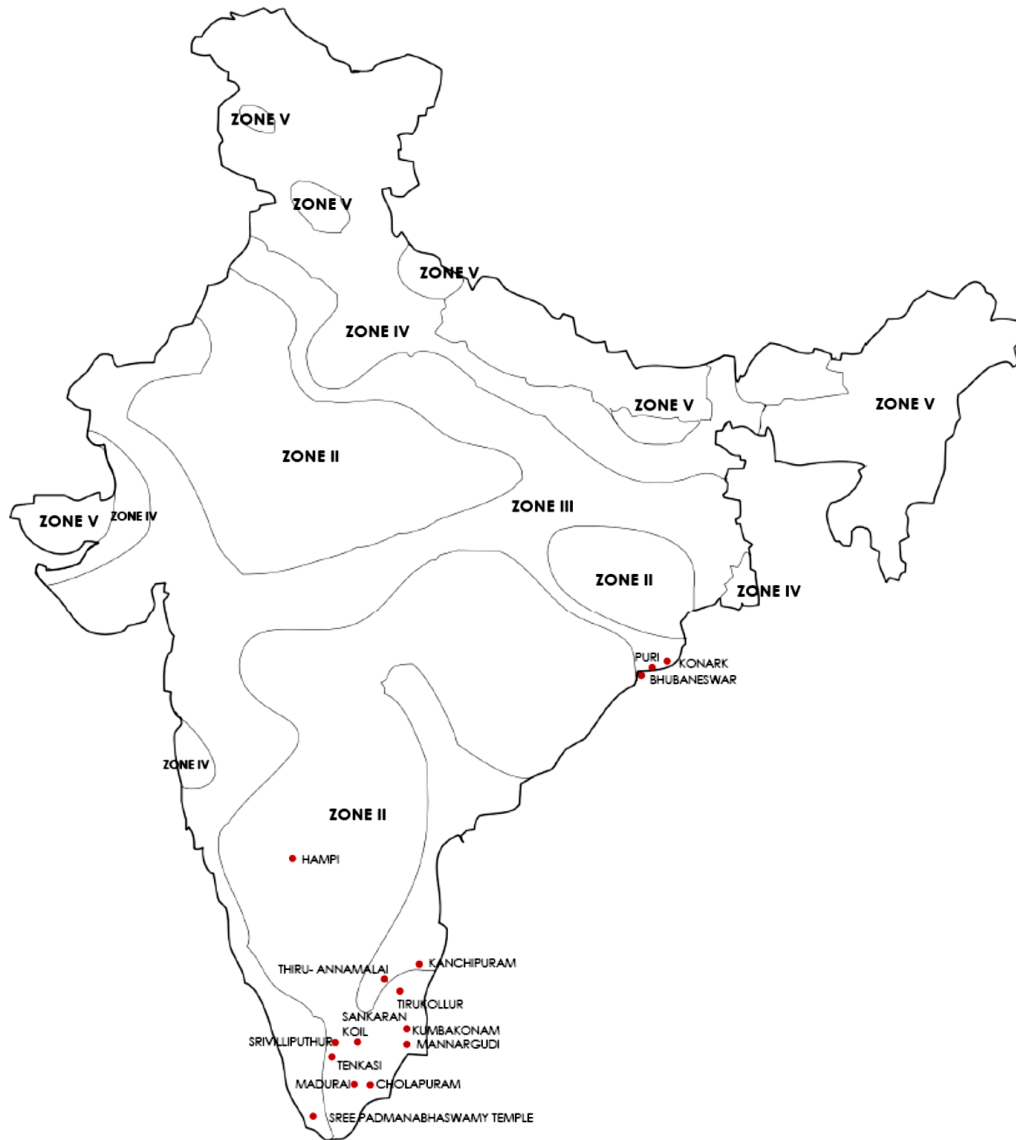 ZONE V
ZONE V
ZONE V
ZONE IV
ZONE V
ZONE V
ZONE II
ZONE III
ZONE V
ZONE IV
ZONE II
ZONE IV
PURI
KONARK
BHUBANESWAR
ZONE IV
ZONE II
HAMPI
THIRU- ANNAMALAI
KANCHIPURAM
TIRUKOLLUR
SANKARAN
KOIL
KUMBAKONAM
SRIVILLIPUTHUR
MANNARGUDI
TENKASI
MADURAI
CHOLAPURAM
SREE PADMANABHASWAMY TEMPLE